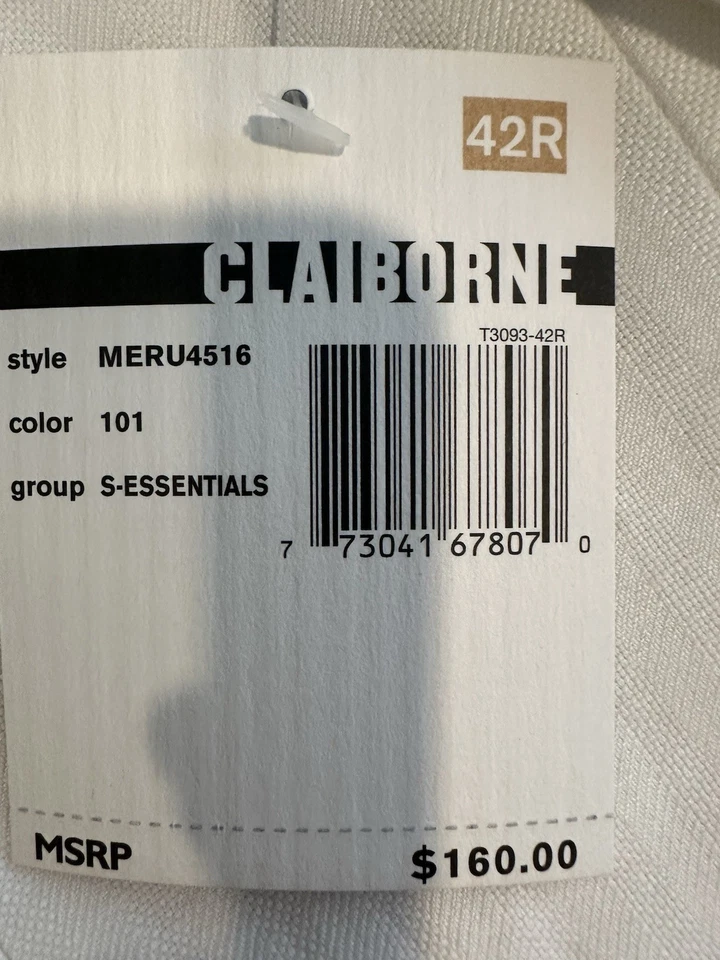 42R
CLAIBORNE
T3093-42R
style MERU4516
color 101
group S-ESSENTIALS
7 73041 67807 0
MSRP $160.00